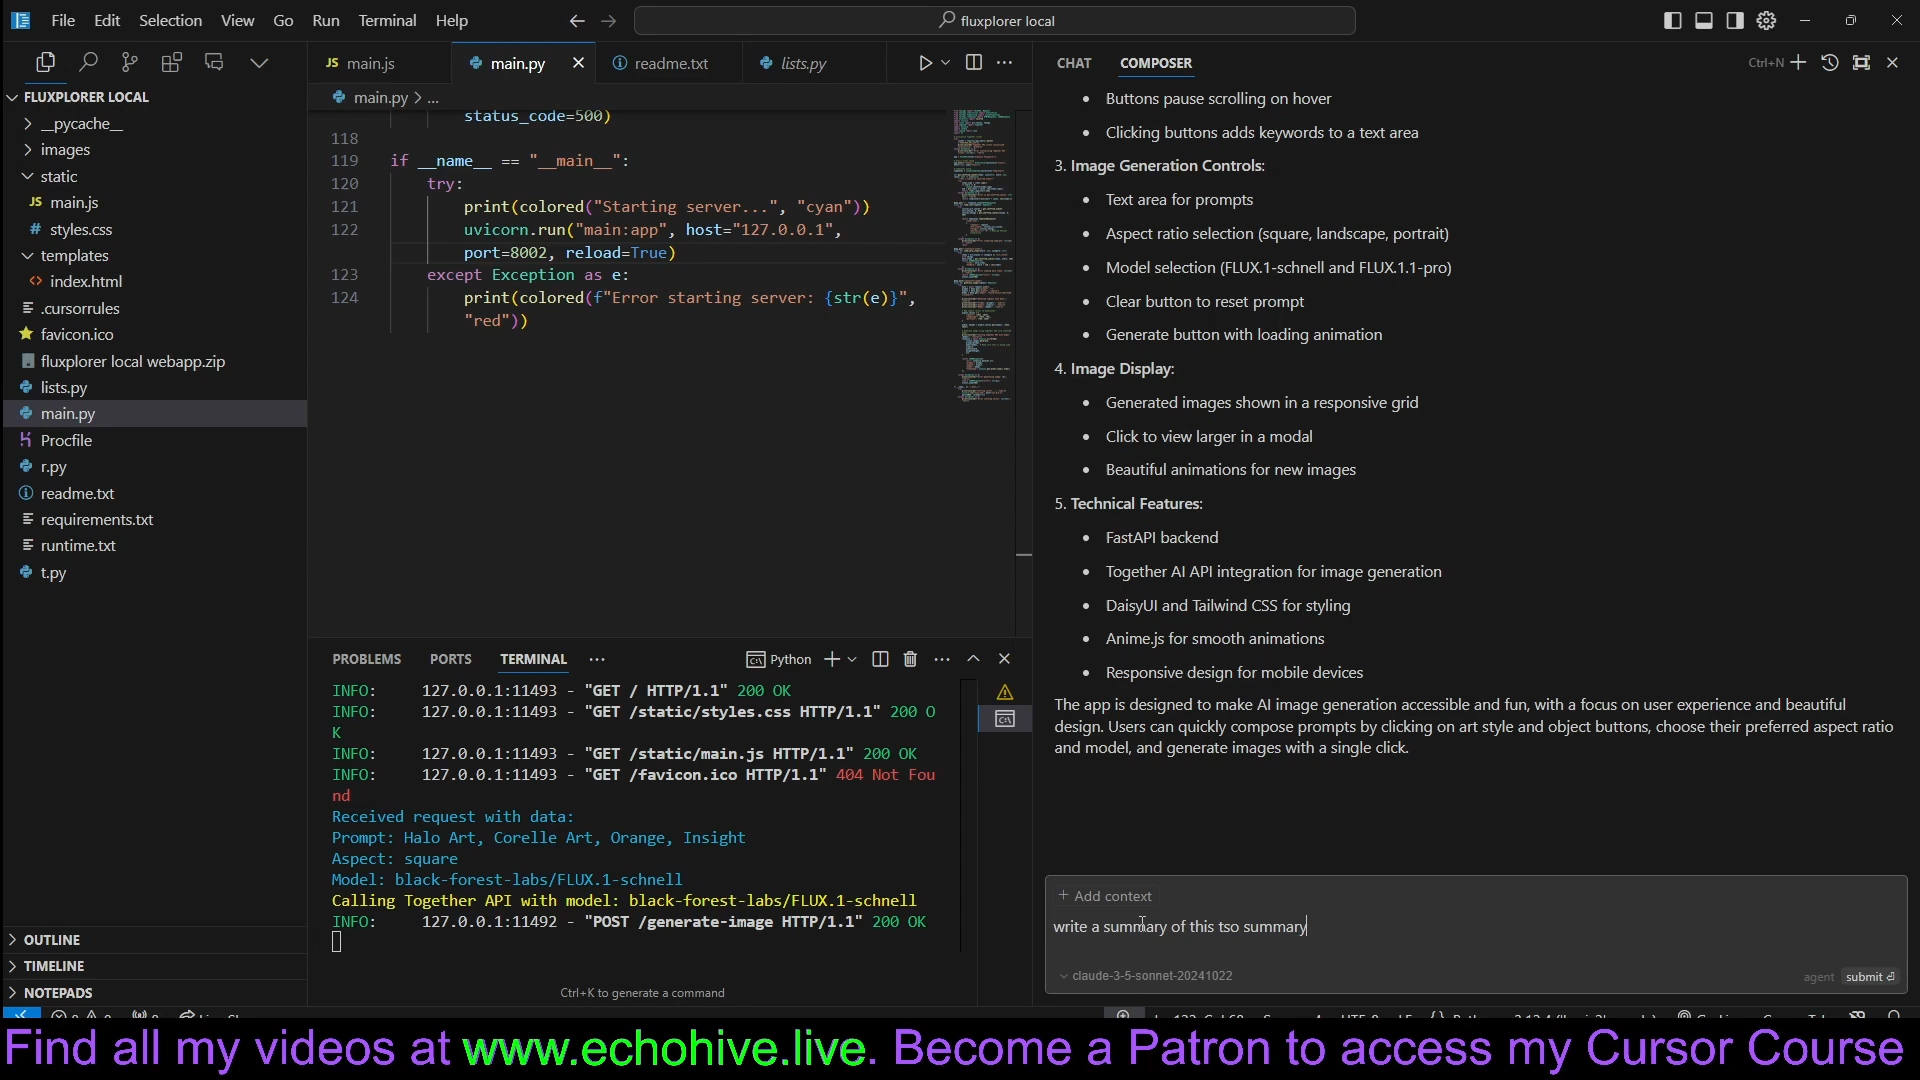 File Edit Selection View Go Run Terminal Help
fluxplorer local
FLUXPLORER LOCAL
__pycache__
images
static
JS main.js
# styles.css
templates
<> index.html
.cursorrules
favicon.ico
fluxplorer local webapp.zip
lists.py
main.py
Procfile
r.py
readme.txt
requirements.txt
runtime.txt
t.py
OUTLINE
TIMELINE
NOTEPADS
JS main.js
main.py
readme.txt
lists.py
main.py > ...
status_code=500)
118
119 if __name__ == "__main__":
120 try:
121 print(colored("Starting server...", "cyan"))
122 uvicorn.run("main:app", host="127.0.0.1",
port=8002, reload=True)
123 except Exception as e:
124 print(colored(f"Error starting server: {str(e)}",
"red"))
PROBLEMS PORTS TERMINAL ...
Python
INFO: 127.0.0.1:11493 - "GET / HTTP/1.1" 200 OK
INFO: 127.0.0.1:11493 - "GET /static/styles.css HTTP/1.1" 200 O
K
INFO: 127.0.0.1:11493 - "GET /static/main.js HTTP/1.1" 200 OK
INFO: 127.0.0.1:11493 - "GET /favicon.ico HTTP/1.1" 404 Not Fou
nd
Received request with data:
Prompt: Halo Art, Corelle Art, Orange, Insight
Aspect: square
Model: black-forest-labs/FLUX.1-schnell
Calling Together API with model: black-forest-labs/FLUX.1-schnell
INFO: 127.0.0.1:11492 - "POST /generate-image HTTP/1.1" 200 OK
Ctrl+K to generate a command
CHAT COMPOSER
Ctrl+N
• Buttons pause scrolling on hover
• Clicking buttons adds keywords to a text area
3. Image Generation Controls:
• Text area for prompts
• Aspect ratio selection (square, landscape, portrait)
• Model selection (FLUX.1-schnell and FLUX.1.1-pro)
• Clear button to reset prompt
• Generate button with loading animation
4. Image Display:
• Generated images shown in a responsive grid
• Click to view larger in a modal
• Beautiful animations for new images
5. Technical Features:
• FastAPI backend
• Together AI API integration for image generation
• DaisyUI and Tailwind CSS for styling
• Anime.js for smooth animations
• Responsive design for mobile devices
The app is designed to make AI image generation accessible and fun, with a focus on user experience and beautiful
design. Users can quickly compose prompts by clicking on art style and object buttons, choose their preferred aspect ratio
and model, and generate images with a single click.
+ Add context
write a summary of this tso summary
claude-3-5-sonnet-20241022
agent submit
Find all my videos at www.echohive.live. Become a Patron to access my Cursor Course